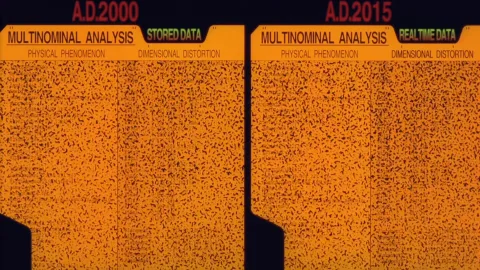 A.D.2000
MULTINOMINAL ANALYSIS STORED DATA
PHYSICAL PHENOMENON DIMENSIONAL DISTORTION
A.D.2015
MULTINOMINAL ANALYSIS REALTIME DATA
PHYSICAL PHENOMENON DIMENSIONAL DISTORTION